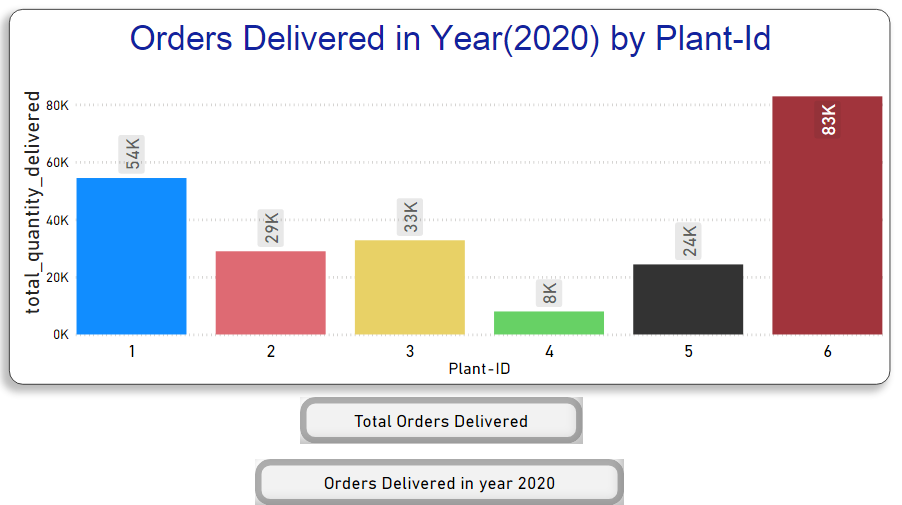 Orders Delivered in Year(2020) by Plant-Id
total_quantity_delivered
80K
60K
40K
20K
0K
54K
29K
33K
8K
24K
83K
1 2 3 4 5 6
Plant-ID
Total Orders Delivered
Orders Delivered in year 2020